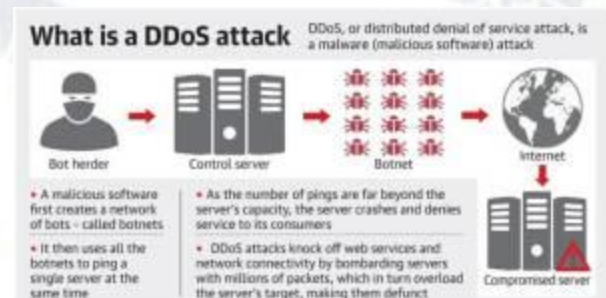 What is a DDoS attack
DDoS, or distributed denial of service attack, is
a malware (malicious software) attack
Bot herder
Control server
Botnet
Internet
Compromised server
• A malicious software
first creates a network
of bots - called botnets
• It then uses all the
botnets to ping a
single server at the
same time
• As the number of pings are far beyond the
server's capacity, the server crashes and denies
service to its consumers
• DDoS attacks knock off web services and
network connectivity by bombarding servers
with millions of packets, which in turn overload
the server's target, making them defunct